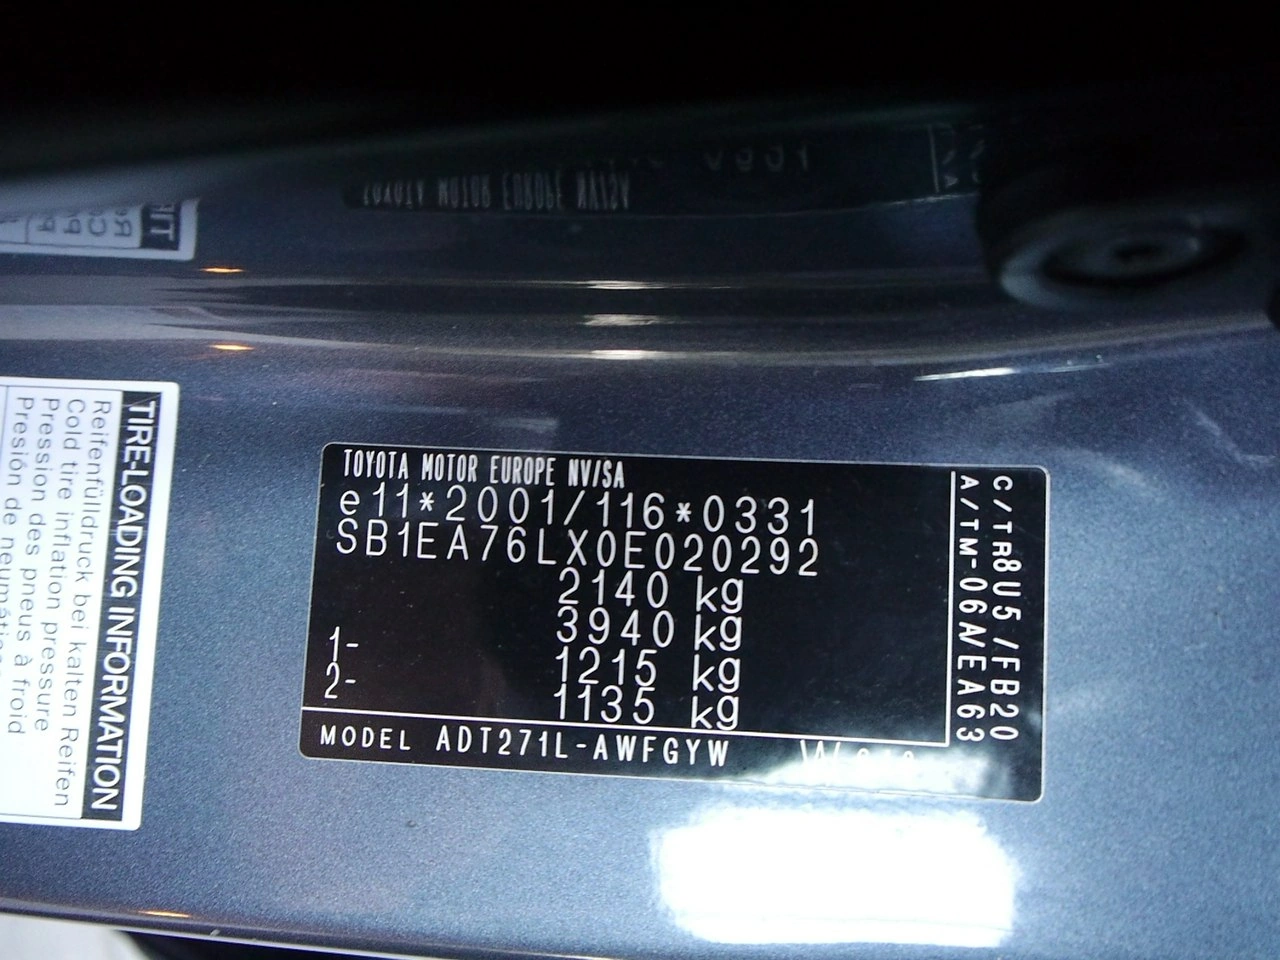 TOYOTA MOTOR EUROPE NV/SA
e11*2001/116*0331
SB1EA76LX0E020292
2140 kg
3940 kg
1- 1215 kg
2- 1135 kg
MODEL ADT271L-AWFGYW
C/TR8U5/FB20
A/TM-06A/EA63
TIRE-LOADING INFORMATION
Reifenfülldruck bei kalten Reifen
Cold tire inflation pressure
Pression des pneus à froid
Presión de